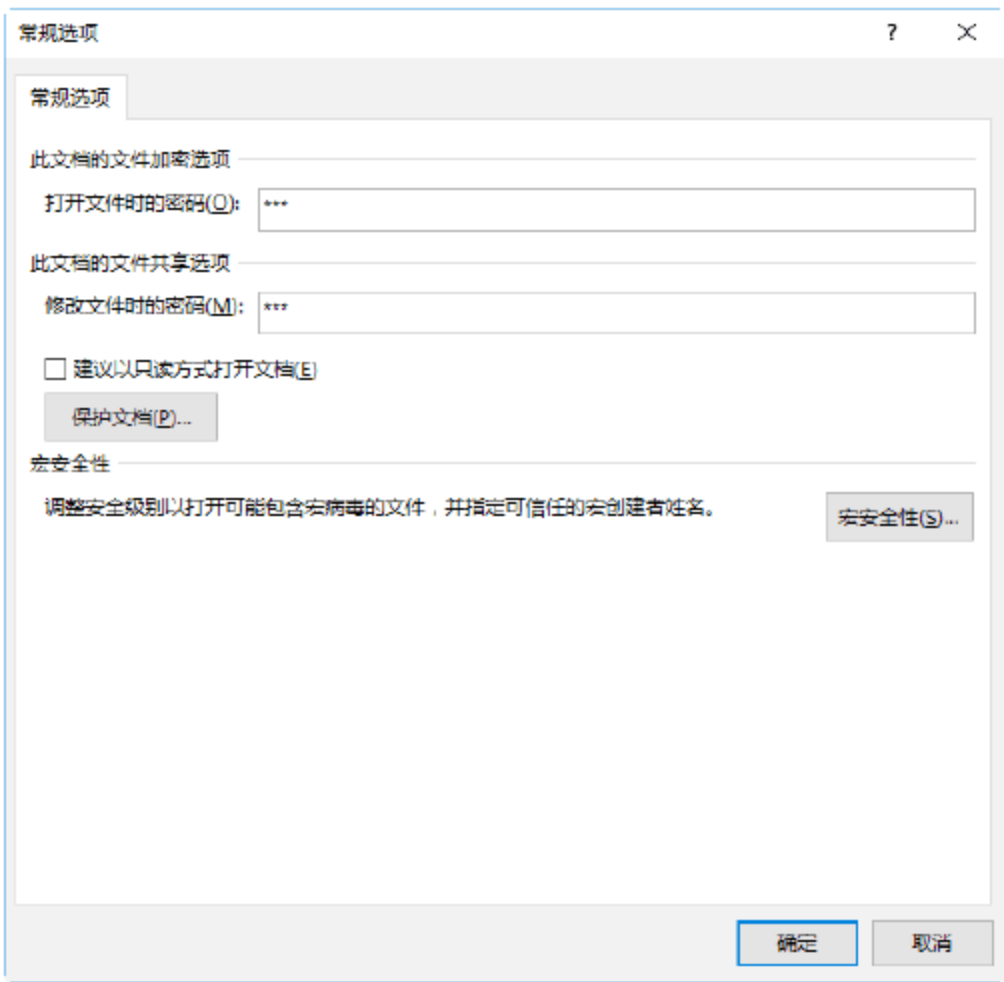 常规选项
?
常规选项
此文档的文件加密选项
打开文件时的密码(O): ***
此文档的文件共享选项
修改文件时的密码(M): ***
建议以只读方式打开文档(E)
保护文档(P)...
宏安全性
调整安全级别以打开可能包含宏病毒的文件，并指定可信任的宏创建者姓名。
宏安全性(S)...
确定 取消